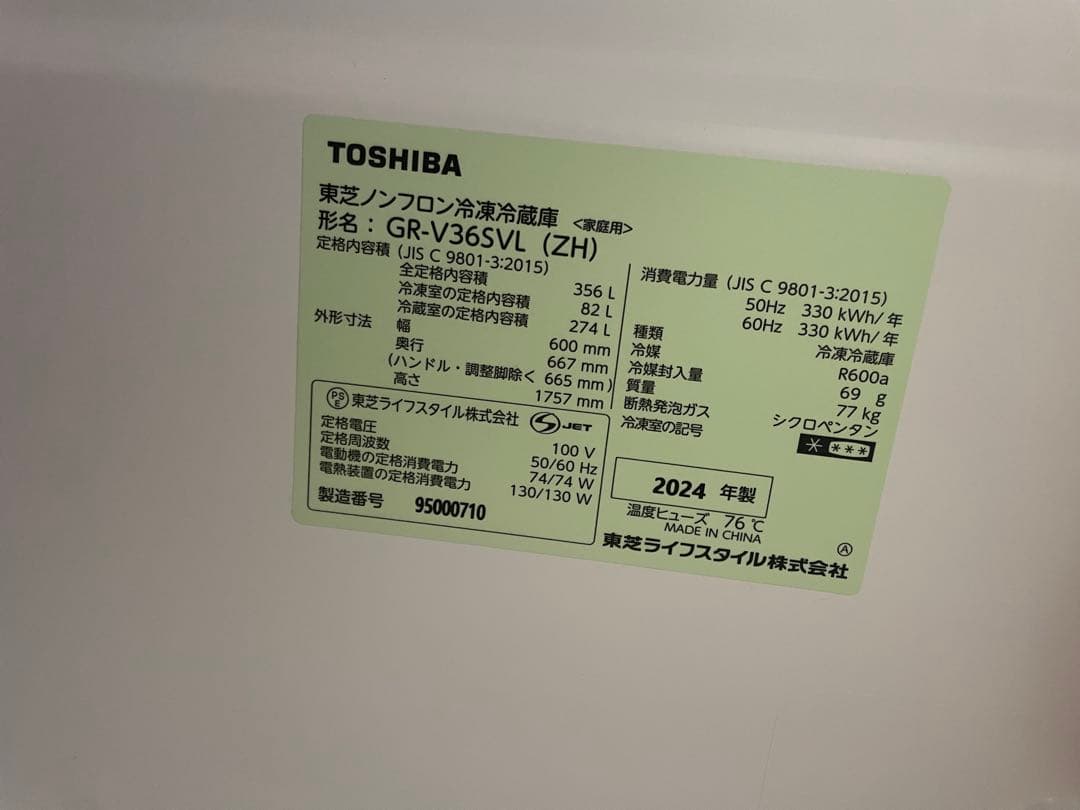 TOSHIBA
東芝ノンフロン冷凍冷蔵庫 <家庭用>
形名：GR-V36SVL (ZH)
定格内容積 (JIS C 9801-3:2015)
全定格内容積 356 L
冷凍室の定格内容積 82 L
冷蔵室の定格内容積 274 L
外形寸法 幅 600 mm
奥行 667 mm
(ハンドル・調整脚除く 665 mm)
高さ 1757 mm
消費電力量 (JIS C 9801-3:2015)
50Hz 330 kWh/年
60Hz 330 kWh/年
種類 冷凍冷蔵庫
冷媒 R600a
冷媒封入量 69 g
質量 77 kg
断熱発泡ガス シクロペンタン
冷凍室の記号 * ***
PSE 東芝ライフスタイル株式会社 S JET
定格電圧 100 V
定格周波数 50/60 Hz
電動機の定格消費電力 74/74 W
電熱装置の定格消費電力 130/130 W
製造番号 95000710
2024 年製
温度ヒューズ 76 ℃
MADE IN CHINA
東芝ライフスタイル株式会社 A